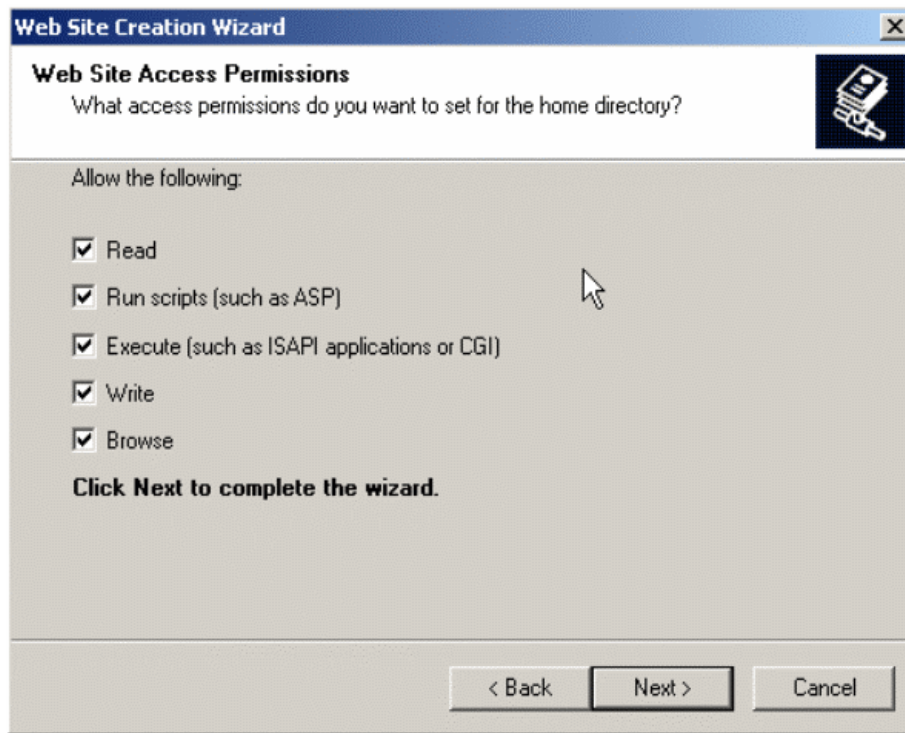 Web Site Creation Wizard
Web Site Access Permissions
What access permissions do you want to set for the home directory?
Allow the following:
Read
Run scripts (such as ASP)
Execute (such as ISAPI applications or CGI)
Write
Browse
Click Next to complete the wizard.
< Back Next > Cancel